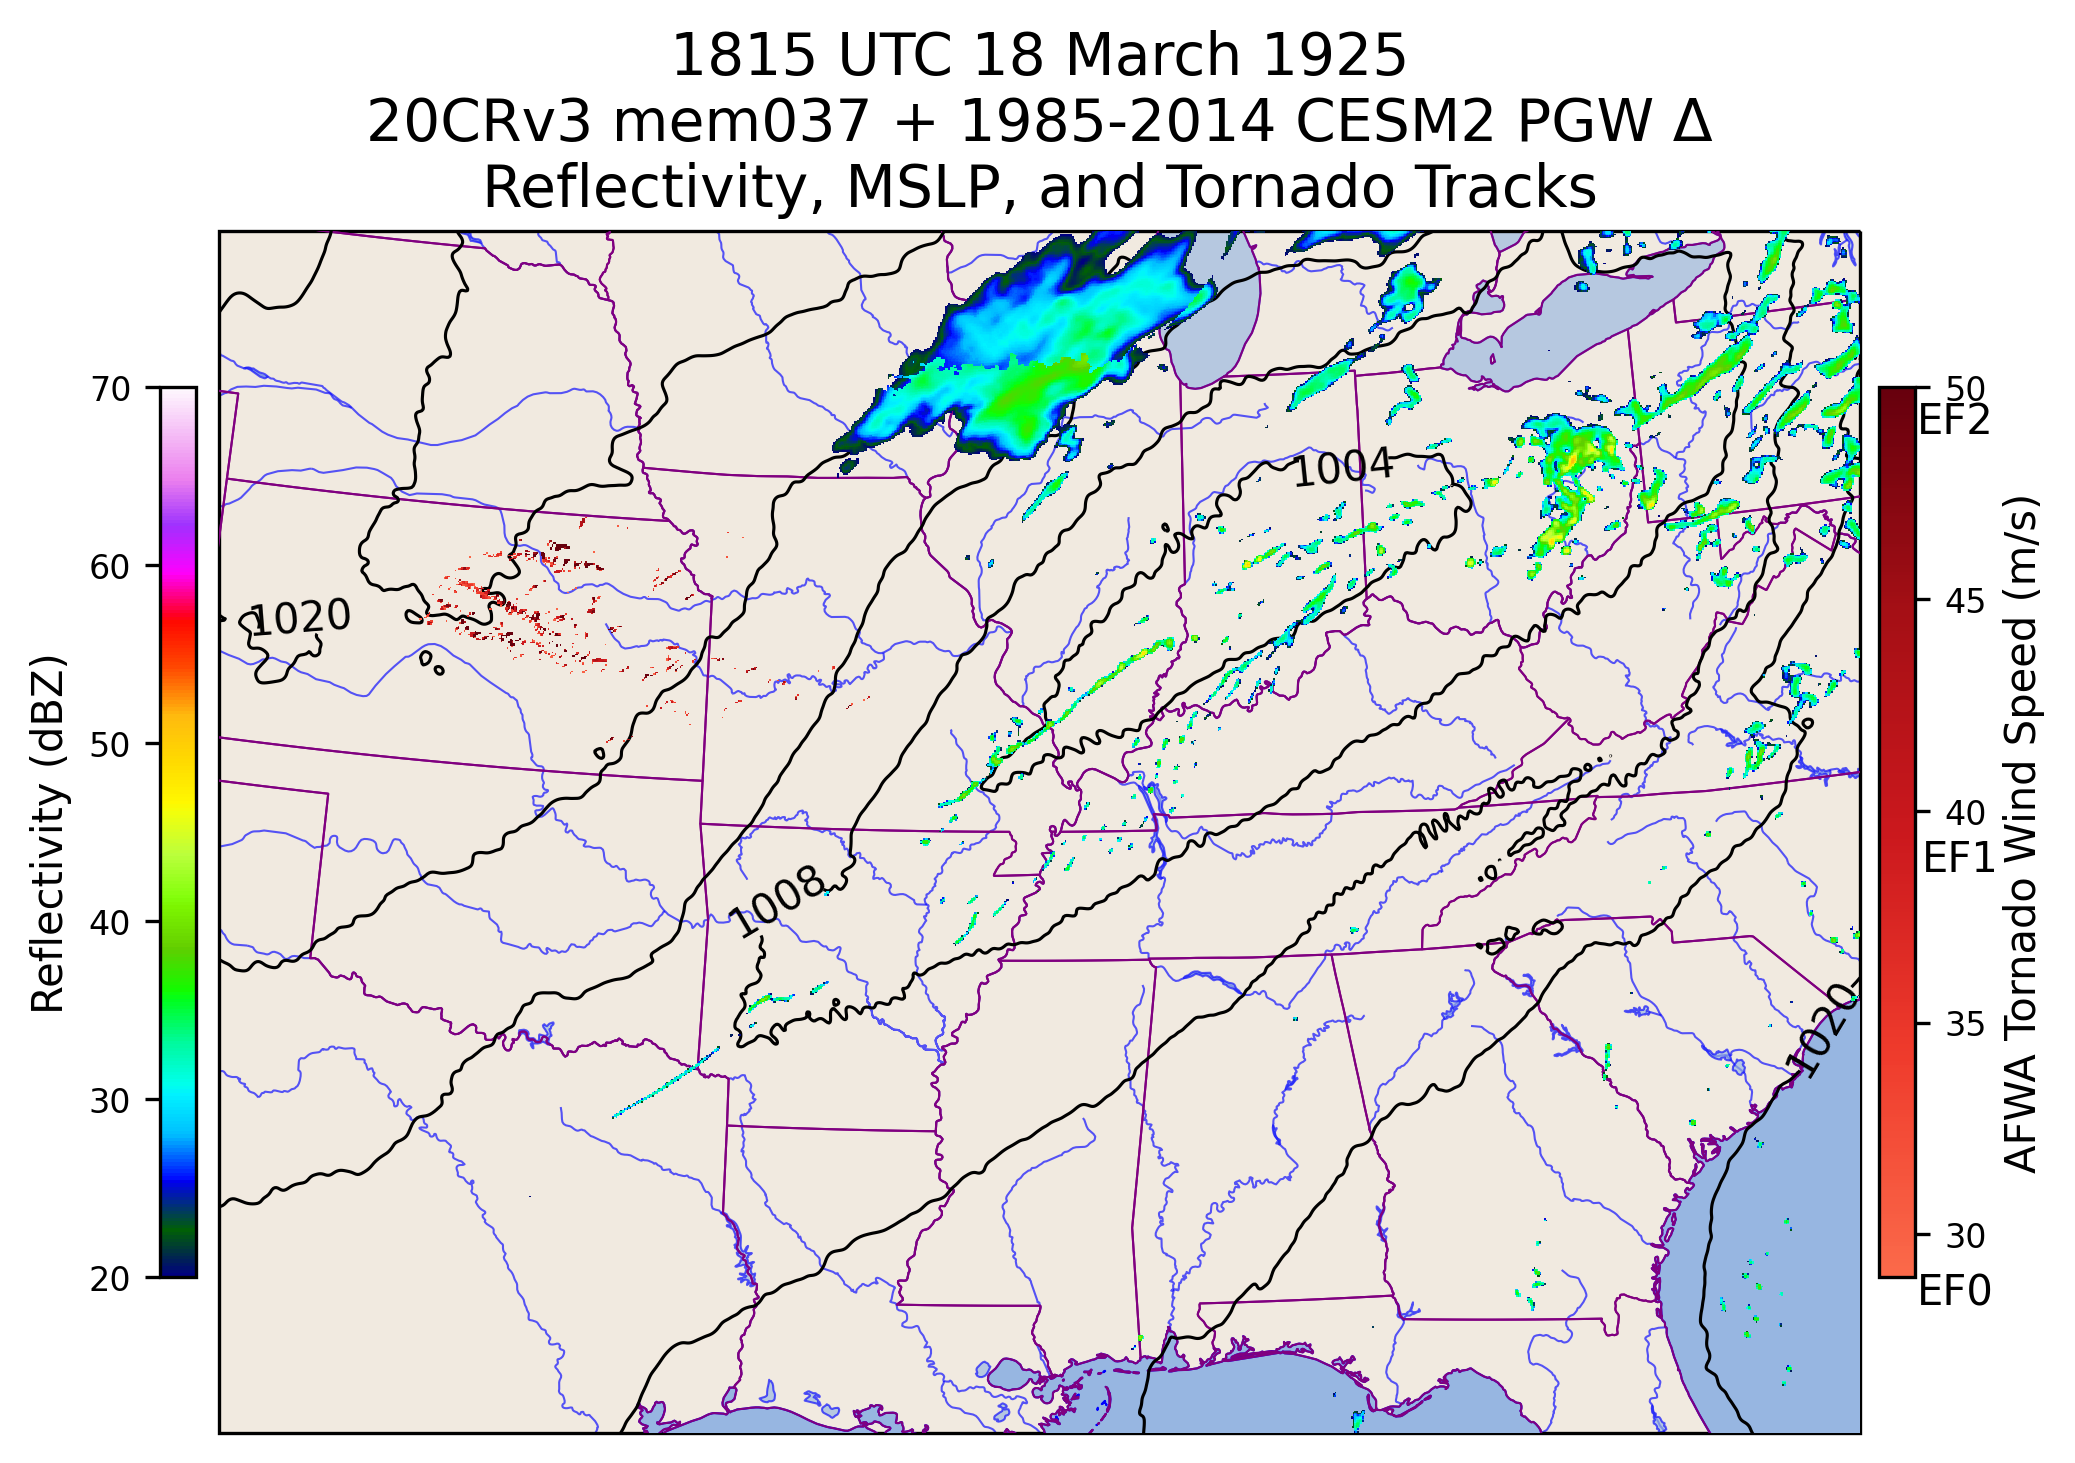 1815 UTC 18 March 1925
20CRv3 mem037 + 1985-2014 CESM2 PGW Δ
Reflectivity, MSLP, and Tornado Tracks
70
60
50
40
30
20
Reflectivity (dBZ)
1004
1020
1008
1020
50
EF2
45
40
EF1
35
30
EF0
AFWA Tornado Wind Speed (m/s)